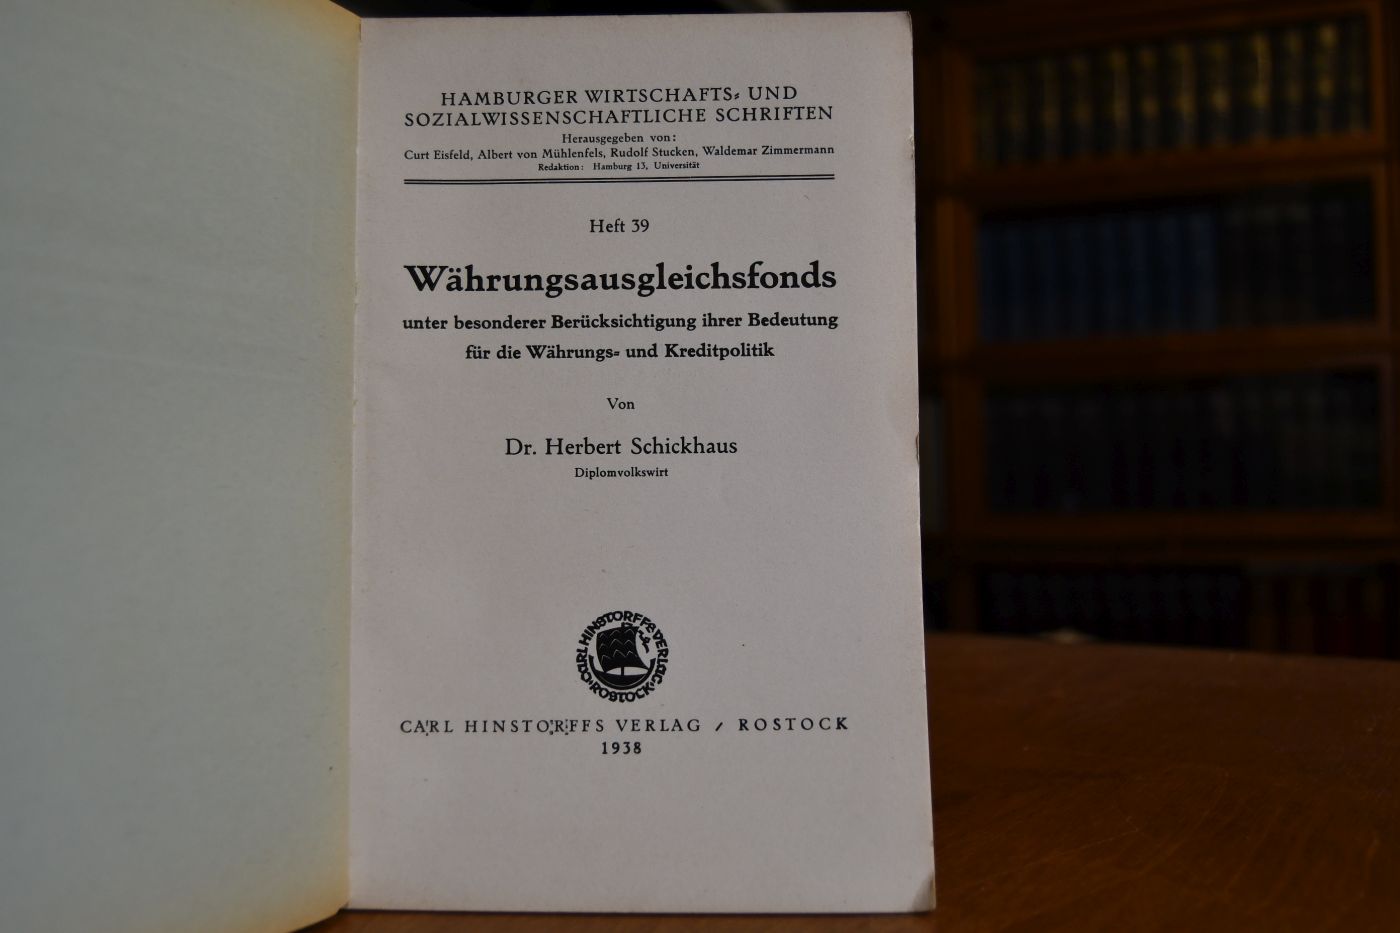 HAMBURGER WIRTSCHAFTS- UND
SOZIALWISSENSCHAFTLICHE SCHRIFTEN
Herausgegeben von:
Curt Eisfeld, Albert von Mühlenfels, Rudolf Stucken, Waldemar Zimmermann
Redaktion: Hamburg 13, Universität
Heft 39
Währungsausgleichsfonds
unter besonderer Berücksichtigung ihrer Bedeutung
für die Währungs- und Kreditpolitik
Von
Dr. Herbert Schickhaus
Diplomvolkswirt
CARL HINSTORFFS VERLAG
ROSTOCK
CARL HINSTORFFS VERLAG / ROSTOCK
1938